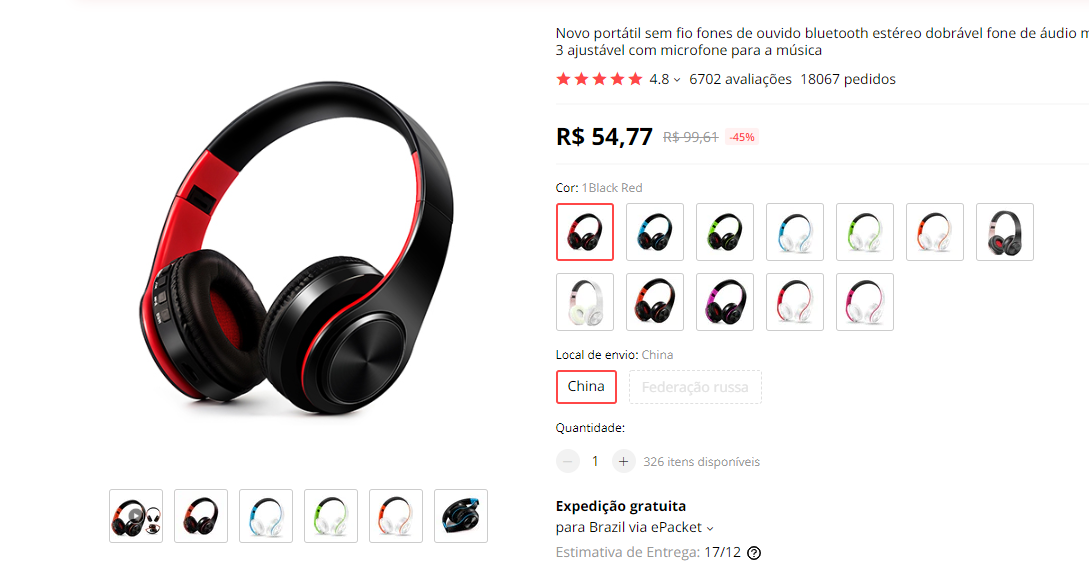 Novo portátil sem fio fones de ouvido bluetooth estéreo dobrável fone de áudio
3 ajustável com microfone para a música
4.8 6702 avaliações 18067 pedidos
R$ 54,77 R$ 99,61 -45%
Cor: 1Black Red
Local de envio: China
China Federação russa
Quantidade:
− 1 + 326 itens disponíveis
Expedição gratuita
para Brazil via ePacket
Estimativa de Entrega: 17/12 ?